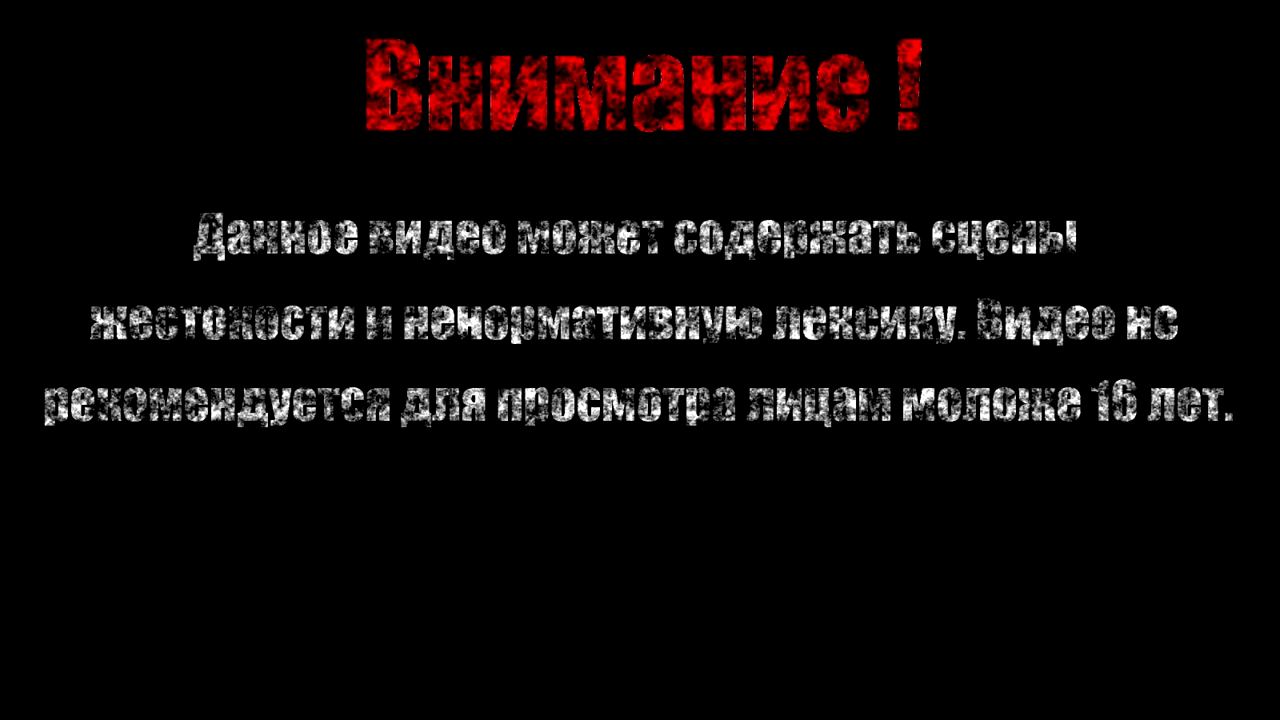 Внимание !
Данное видео может содержать сцены
жестокости и ненормативную лексику. Видео не
рекомендуется для просмотра лицам моложе 16 лет.